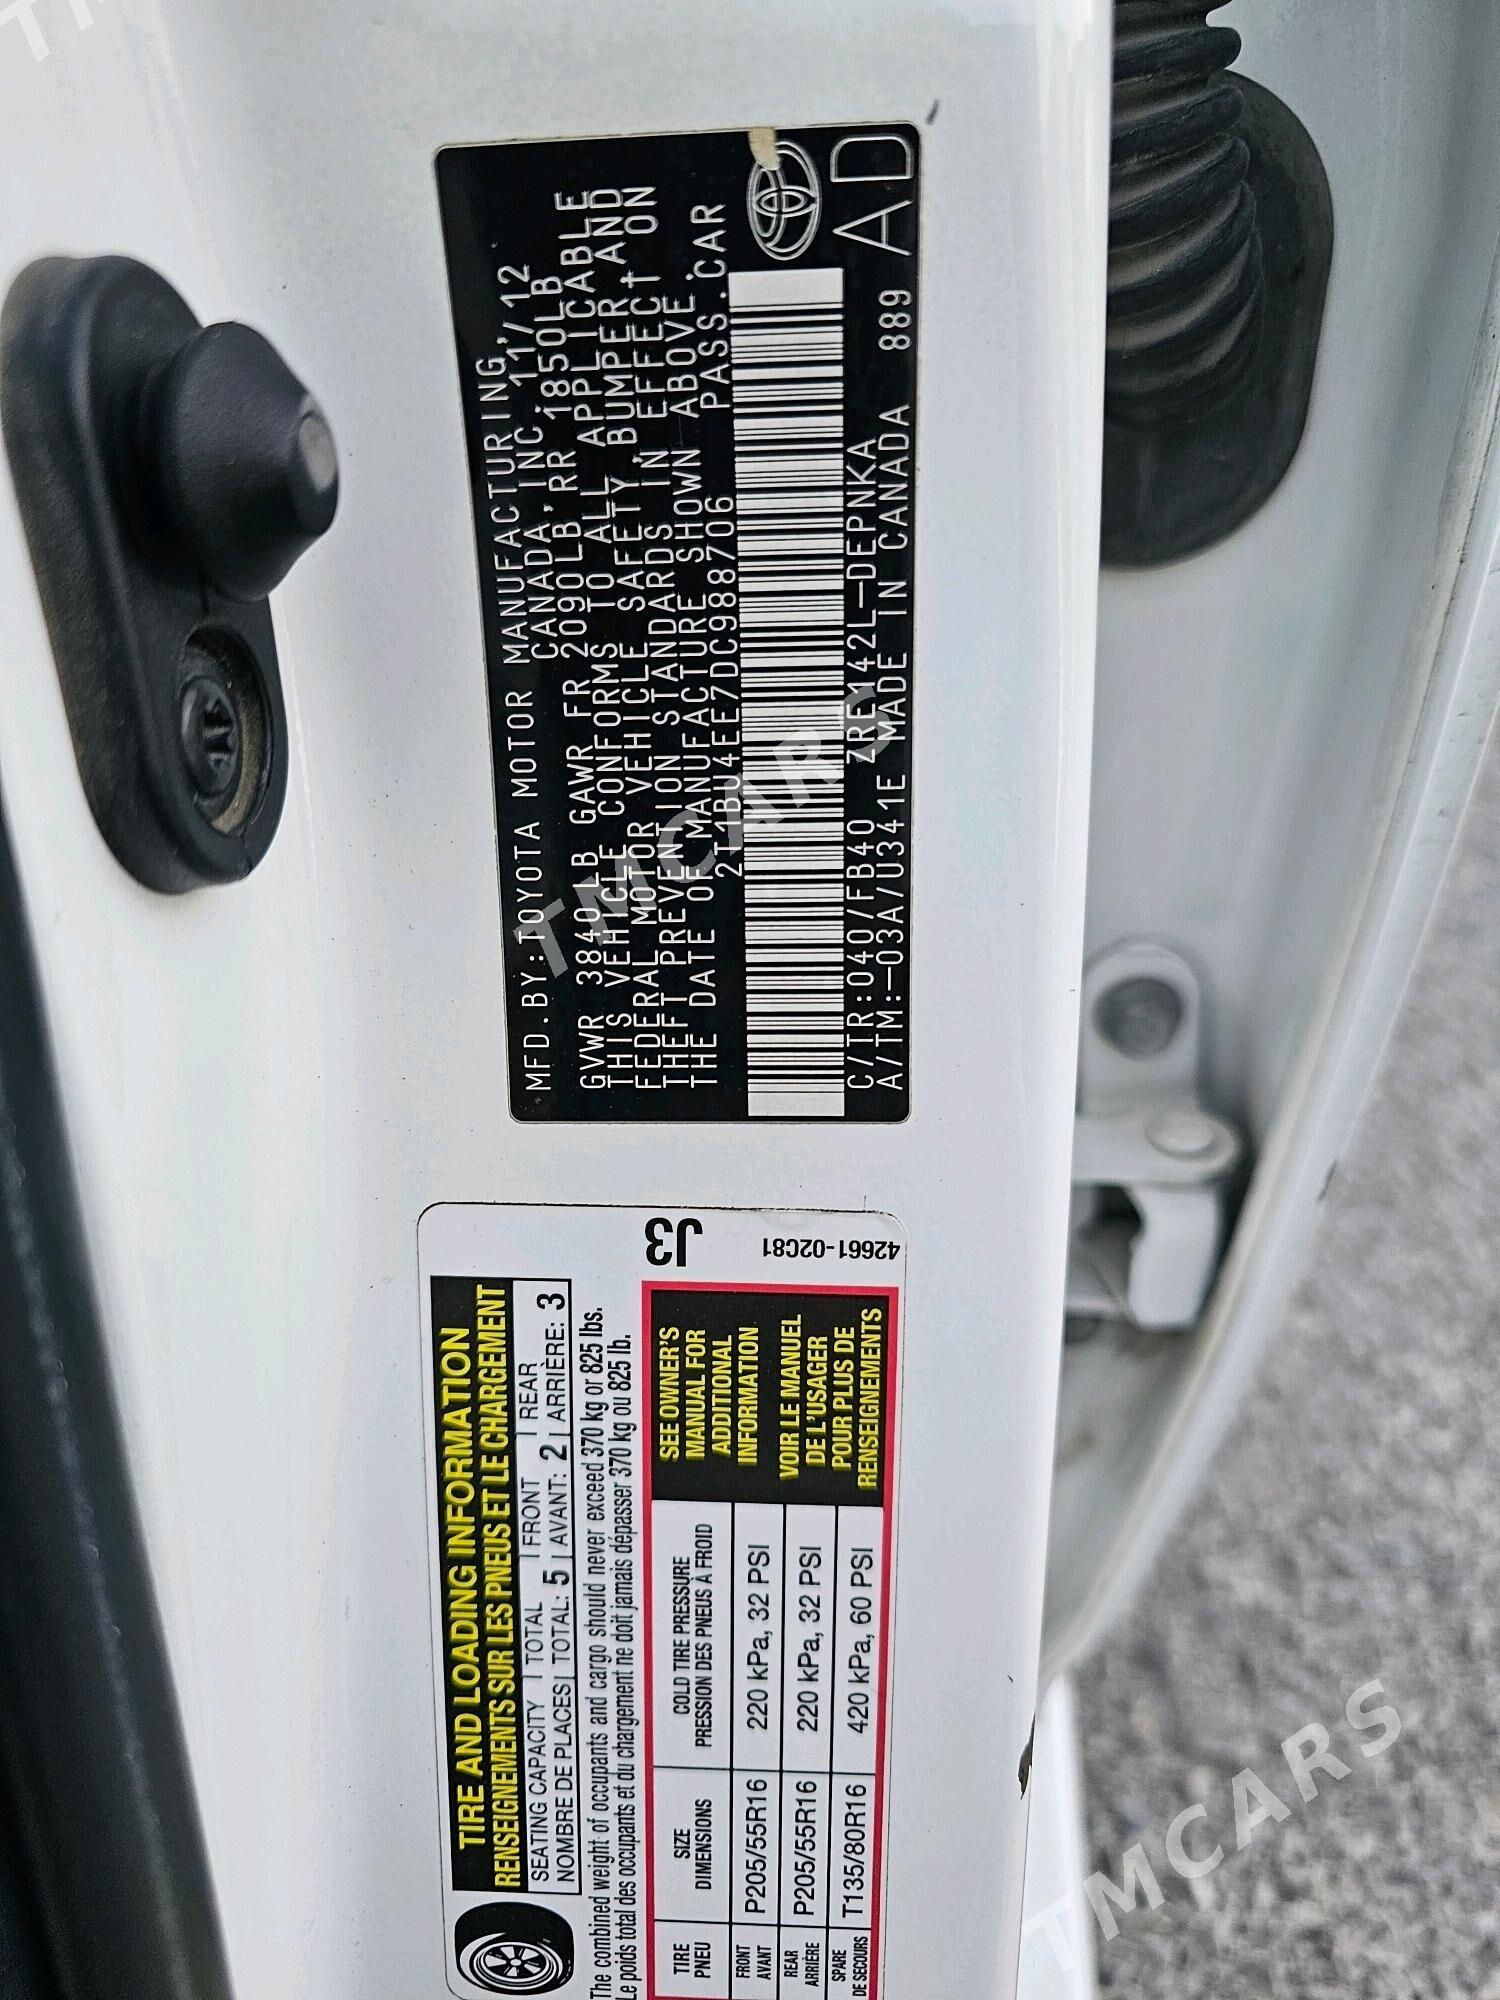 MFD.BY:TOYOTA MOTOR MANUFACTURING,
CANADA, INC. 11/12
GVWR 3840LB GAWR FR 2090LB RR 1850LB
THIS VEHICLE CONFORMS TO ALL APPLICABLE
FEDERAL MOTOR VEHICLE SAFETY, BUMPER AND
THEFT PREVENTION STANDARDS IN EFFECT ON
THE DATE OF MANUFACTURE SHOWN ABOVE.
2T1BU4EE7DC988706 PASS.CAR
C/TR:040/FB40 ZRE142L-DEPNKA
A/TM:-03A/U341E MADE IN CANADA 889
AD
TIRE AND LOADING INFORMATION
RENSEIGNEMENTS SUR LES PNEUS ET LE CHARGEMENT
SEATING CAPACITY TOTAL FRONT REAR
NOMBRE DE PLACES TOTAL: 5 AVANT: 2 ARRIÈRE: 3
The combined weight of occupants and cargo should never exceed 370 kg or 825 lbs.
Le poids total des occupants et du chargement ne doit jamais dépasser 370 kg ou 825 lb.
TIRE SIZE COLD TIRE PRESSURE
PNEU DIMENSIONS PRESSION DES PNEUS À FROID
FRONT
AVANT P205/55R16 220 kPa, 32 PSI
REAR
ARRIÈRE P205/55R16 220 kPa, 32 PSI
SPARE
DE SECOURS T135/80R16 420 kPa, 60 PSI
SEE OWNER'S
MANUAL FOR
ADDITIONAL
INFORMATION
VOIR LE MANUEL
DE L'USAGER
POUR PLUS DE
RENSEIGNEMENTS
J3
42661-02C81
TMCARS
TMCARS